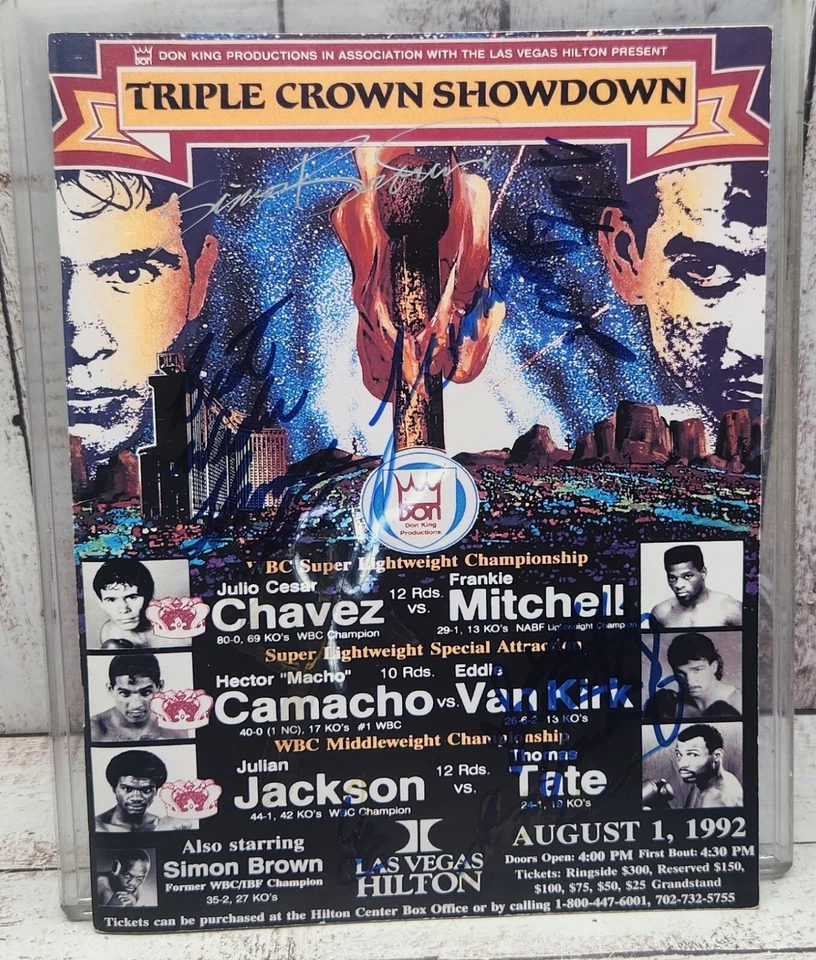 DON KING PRODUCTIONS IN ASSOCIATION WITH THE LAS VEGAS HILTON PRESENT
TRIPLE CROWN SHOWDOWN
Don
Don King
Productions
BC Super Lightweight Championship
Julio Cesar
Chavez
80-0, 69 KO's WBC Champion
12 Rds.
vs.
Frankie
Mitchell
29-1, 13 KO's NABF Lightweight Champion
Super Lightweight Special Attraction
Hector "Macho"
Camacho
40-0 (1 NC), 17 KO's #1 WBC
10 Rds.
vs.
Eddie
Van Kirk
26-6-2, 13 KO's
WBC Middleweight Championship
Julian
Jackson
44-1, 42 KO's WBC Champion
12 Rds.
vs.
Thomas
Tate
24-1, 19 KO's
Also starring
Simon Brown
Former WBC/IBF Champion
35-2, 27 KO's
LAS VEGAS
HILTON
AUGUST 1, 1992
Doors Open: 4:00 PM First Bout: 4:30 PM
Tickets: Ringside $300, Reserved $150,
$100, $75, $50, $25 Grandstand
Tickets can be purchased at the Hilton Center Box Office or by calling 1-800-447-6001, 702-732-5755